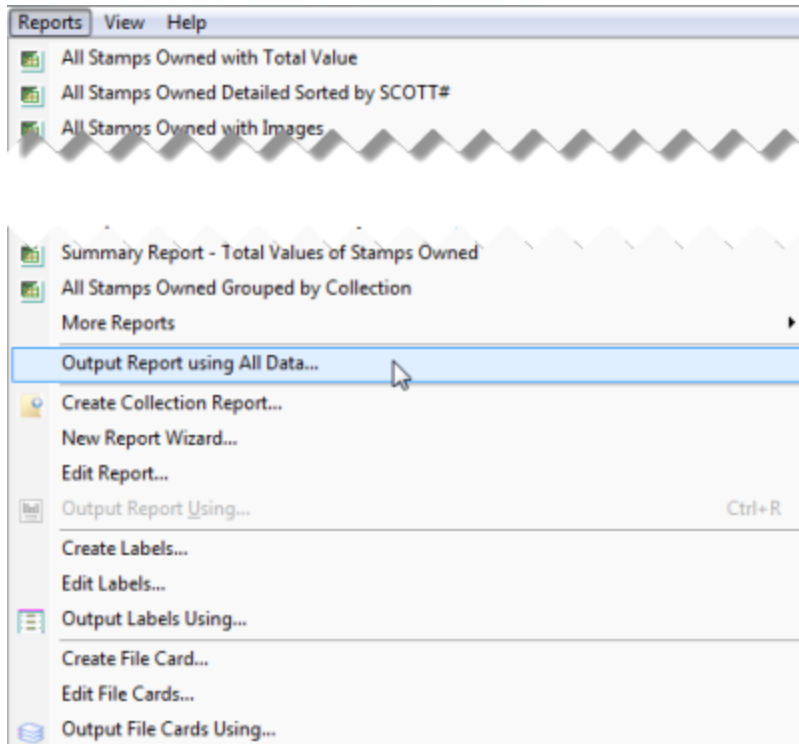 Reports View Help
All Stamps Owned with Total Value
All Stamps Owned Detailed Sorted by SCOTT#
All Stamps Owned with Images
Summary Report - Total Values of Stamps Owned
All Stamps Owned Grouped by Collection
More Reports
Output Report using All Data...
Create Collection Report...
New Report Wizard...
Edit Report...
Output Report Using... Ctrl+R
Create Labels...
Edit Labels...
Output Labels Using...
Create File Card...
Edit File Cards...
Output File Cards Using...